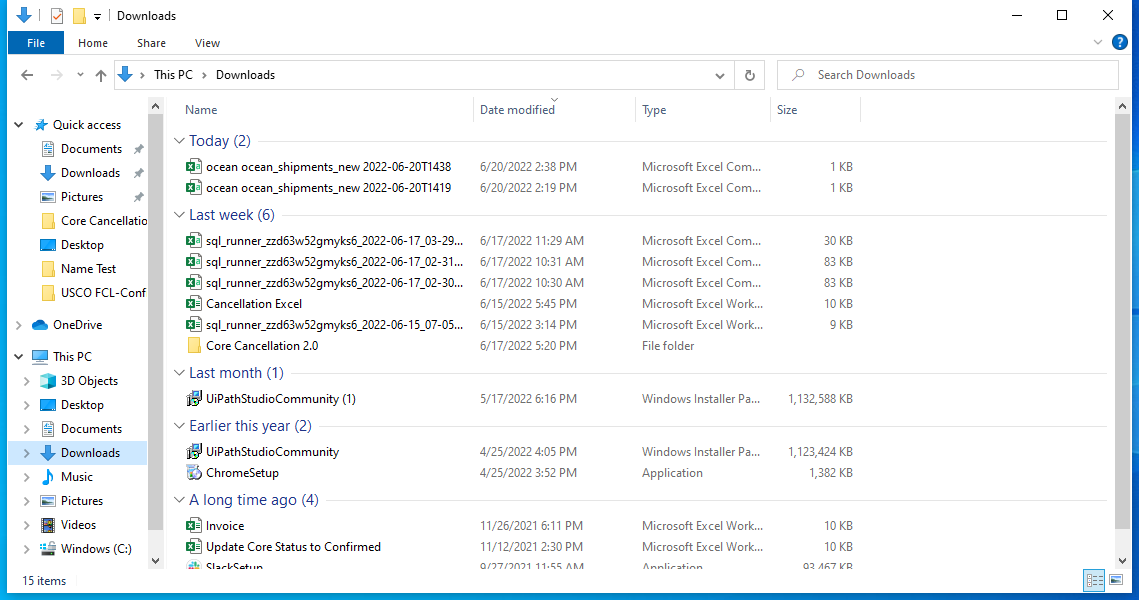 Downloads
File Home Share View
This PC Downloads
Search Downloads
Name Date modified Type Size
Quick access
Documents
Downloads
Pictures
Core Cancellatio
Desktop
Name Test
USCO FCL-Conf
OneDrive
This PC
3D Objects
Desktop
Documents
Downloads
Music
Pictures
Videos
Windows (C:)
Today (2)
ocean ocean_shipments_new 2022-06-20T1438 6/20/2022 2:38 PM Microsoft Excel Com... 1 KB
ocean ocean_shipments_new 2022-06-20T1419 6/20/2022 2:19 PM Microsoft Excel Com... 1 KB
Last week (6)
sql_runner_zzd63w52gmyks6_2022-06-17_03-29... 6/17/2022 11:29 AM Microsoft Excel Com... 30 KB
sql_runner_zzd63w52gmyks6_2022-06-17_02-31... 6/17/2022 10:31 AM Microsoft Excel Com... 83 KB
sql_runner_zzd63w52gmyks6_2022-06-17_02-30... 6/17/2022 10:30 AM Microsoft Excel Com... 83 KB
Cancellation Excel 6/15/2022 5:45 PM Microsoft Excel Work... 10 KB
sql_runner_zzd63w52gmyks6_2022-06-15_07-05... 6/15/2022 3:14 PM Microsoft Excel Work... 9 KB
Core Cancellation 2.0 6/17/2022 5:20 PM File folder
Last month (1)
UiPathStudioCommunity (1) 5/17/2022 6:16 PM Windows Installer Pa... 1,132,588 KB
Earlier this year (2)
UiPathStudioCommunity 4/25/2022 4:05 PM Windows Installer Pa... 1,123,424 KB
ChromeSetup 4/25/2022 3:52 PM Application 1,382 KB
A long time ago (4)
Invoice 11/26/2021 6:11 PM Microsoft Excel Work... 10 KB
Update Core Status to Confirmed 11/12/2021 2:30 PM Microsoft Excel Work... 10 KB
SlackSetup 9/27/2021 11:55 AM Application 93,467 KB
15 items